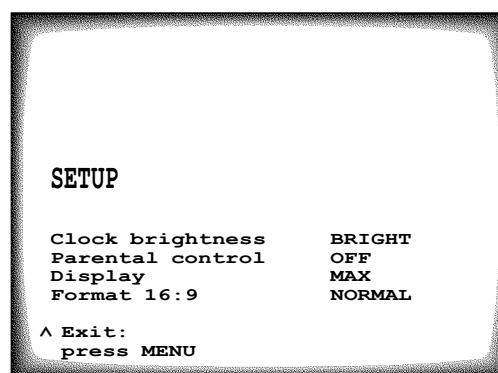 SETUP
Clock brightness BRIGHT
Parental control OFF
Display MAX
Format 16:9 NORMAL
^ Exit:
press MENU